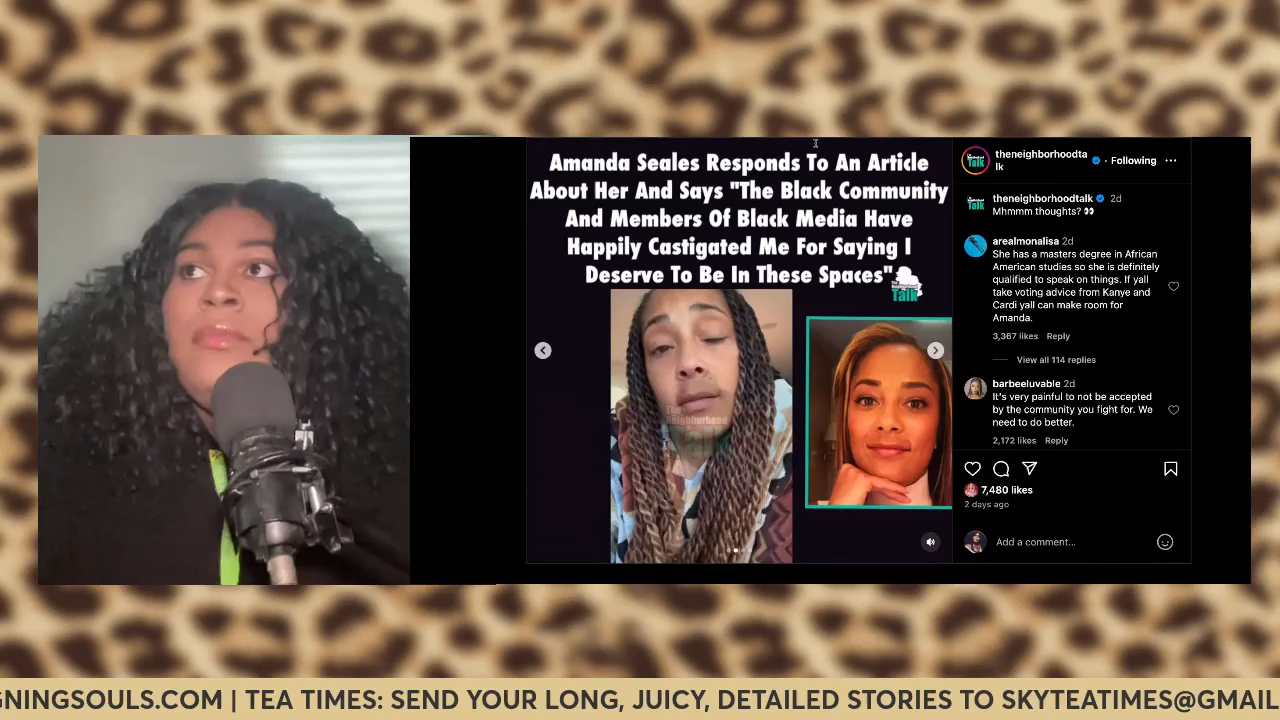 Amanda Seales Responds To An Article
About Her And Says "The Black Community
And Members Of Black Media Have
Happily Castigated Me For Saying I
Deserve To Be In These Spaces"
Talk
The
Neighborhood
Talk
theneighborhoodta
lk
• Following
theneighborhoodtalk 2d
Mhmmm thoughts? 👀
arealmonalisa 2d
She has a masters degree in African
American studies so she is definitely
qualified to speak on things. If yall
take voting advice from Kanye and
Cardi yall can make room for
Amanda.
3,367 likes Reply
View all 114 replies
barbeeluvable 2d
It's very painful to not be accepted
by the community you fight for. We
need to do better.
2,172 likes Reply
7,480 likes
2 days ago
Add a comment...
GNINGSOULS.COM | TEA TIMES: SEND YOUR LONG, JUICY, DETAILED STORIES TO SKYTEATIMES@GMAIL